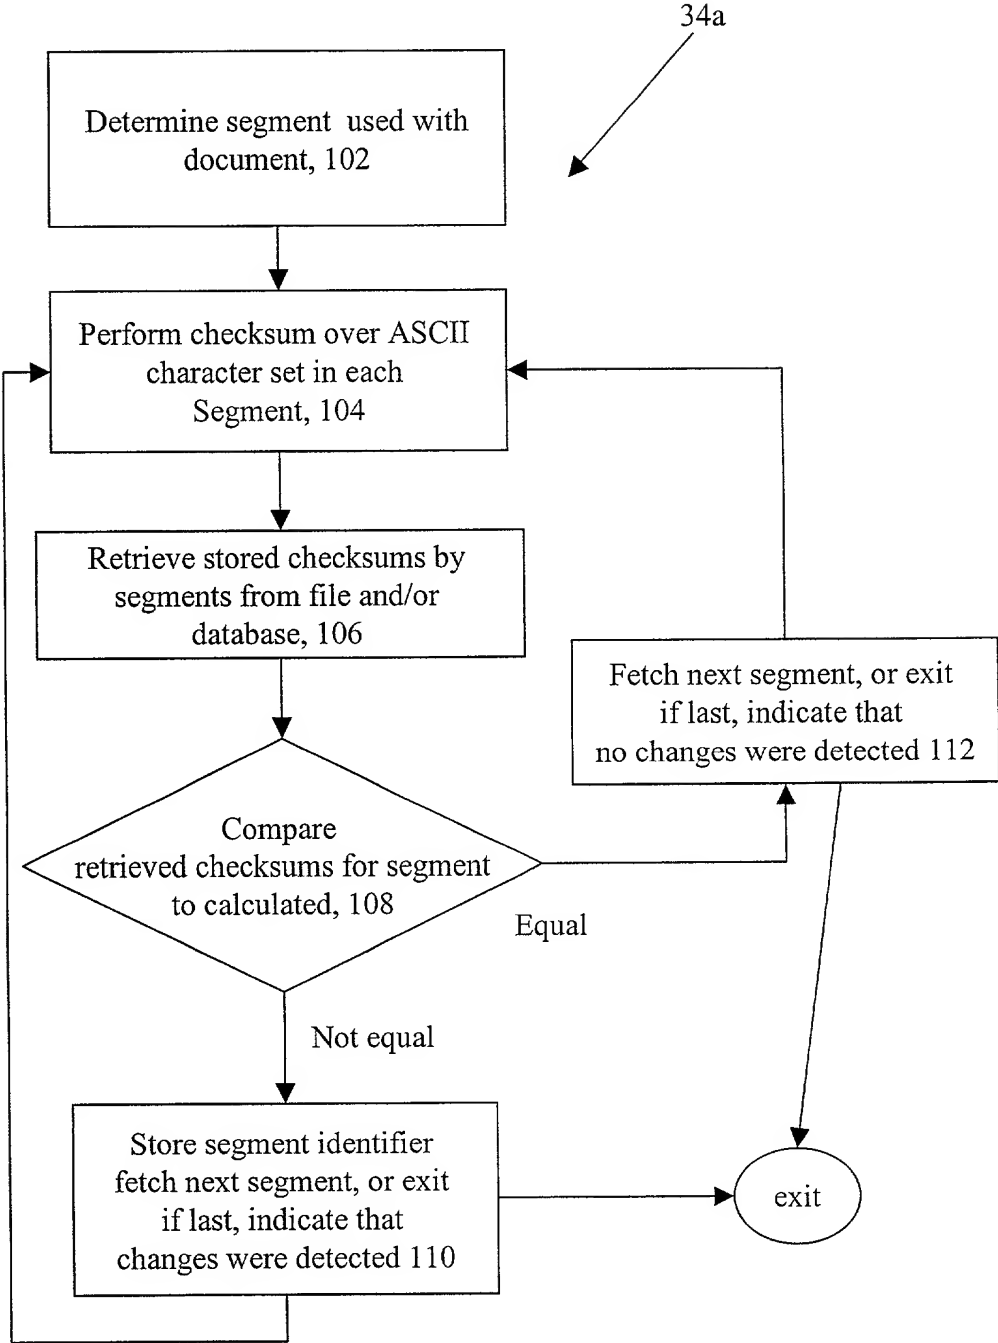 34a
Determine segment used with
document, 102
Perform checksum over ASCII
character set in each
Segment, 104
Retrieve stored checksums by
segments from file and/or
database, 106
Fetch next segment, or exit
if last, indicate that
no changes were detected 112
Compare
retrieved checksums for segment
to calculated, 108
Equal
Not equal
Store segment identifier
fetch next segment, or exit
if last, indicate that
changes were detected 110
exit